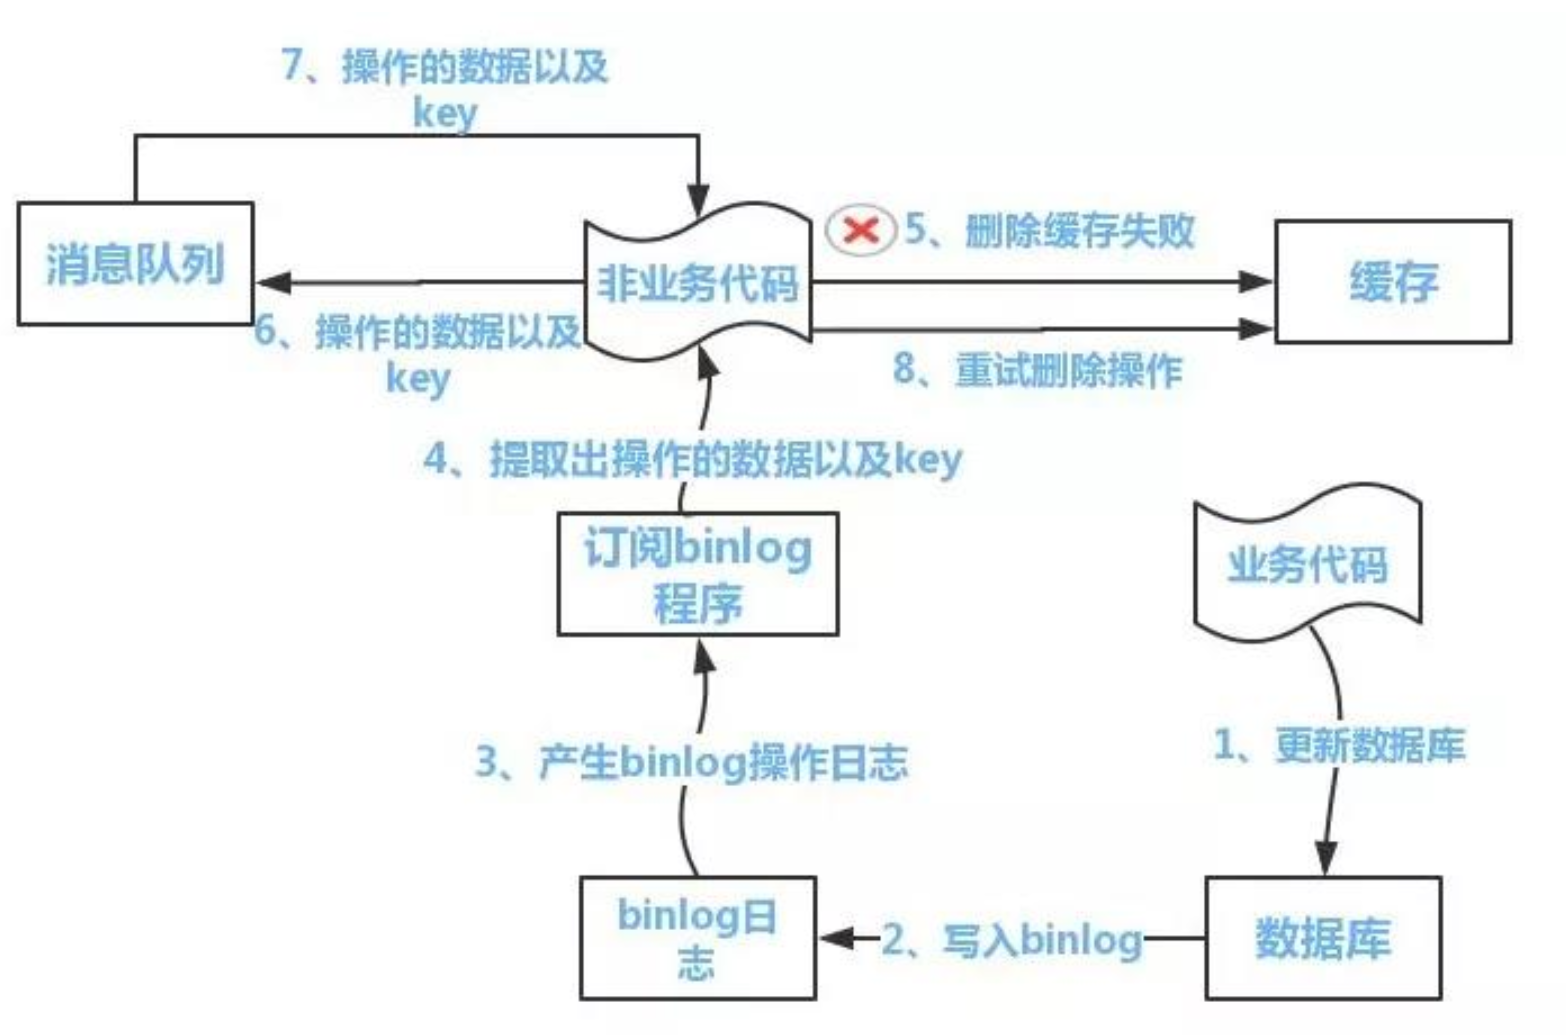 7、操作的数据以及
key
消息队列
非业务代码
5、删除缓存失败
缓存
6、操作的数据以及
key
8、重试删除操作
4、提取出操作的数据以及key
订阅binlog
程序
业务代码
3、产生binlog操作日志
1、更新数据库
binlog日
志
2、写入binlog
数据库